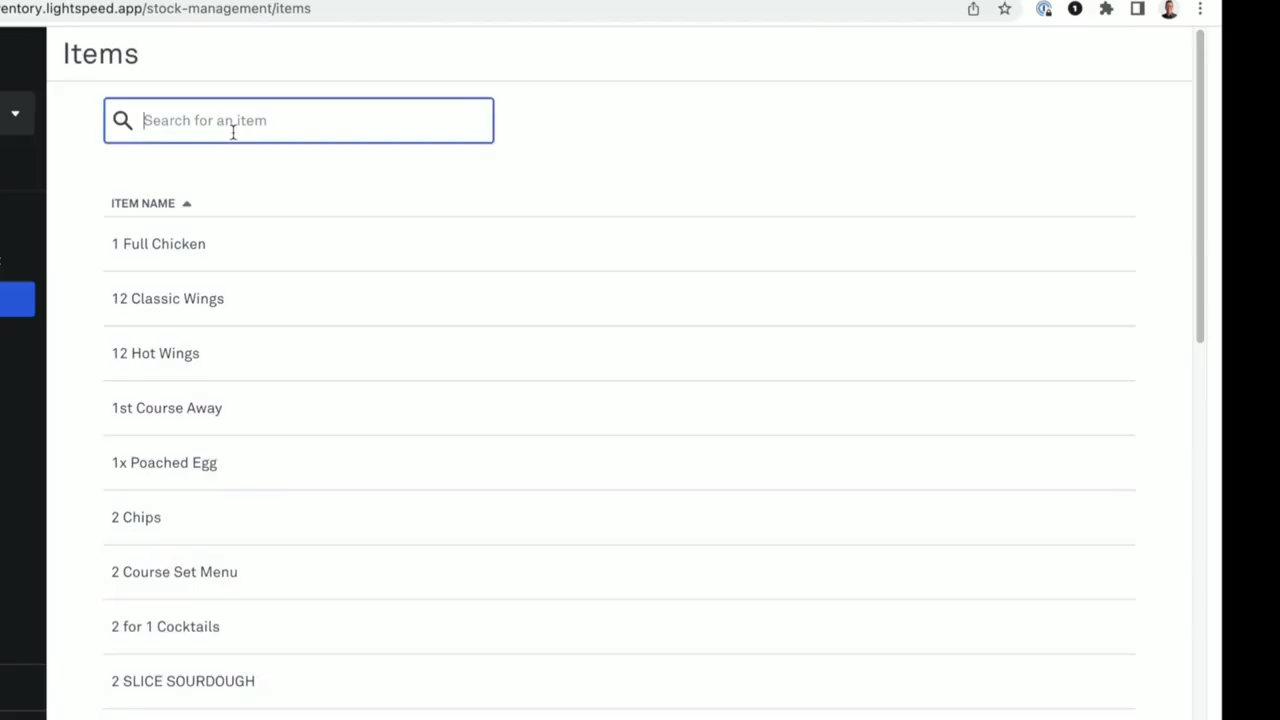 ventory.lightspeed.app/stock-management/items
Items
Search for an item
ITEM NAME
1 Full Chicken
12 Classic Wings
12 Hot Wings
1st Course Away
1x Poached Egg
2 Chips
2 Course Set Menu
2 for 1 Cocktails
2 SLICE SOURDOUGH